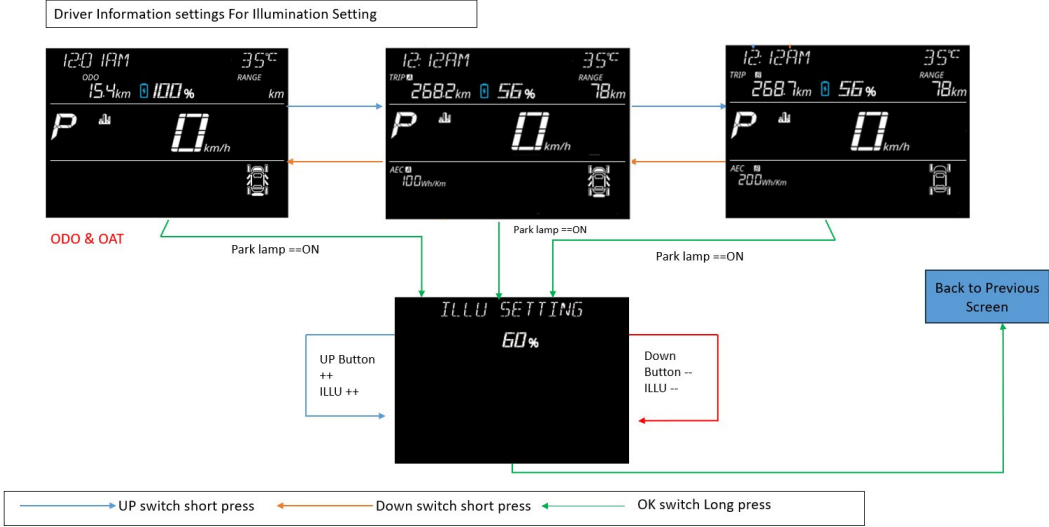 Driver Information settings For Illumination Setting
12:01AM 35°C
ODO RANGE
15.4km 100% km
P 0 km/h
12:12AM 35°C
TRIP A RANGE
268.2km 56% 78km
P 0 km/h
AEC A
100Wh/Km
12:12AM 35°C
TRIP B RANGE
268.7km 56% 78km
P 0 km/h
AEC B
200Wh/Km
ODO & OAT
Park lamp ==ON
Park lamp ==ON
Park lamp ==ON
ILLU SETTING
60%
UP Button
++
ILLU ++
Down
Button --
ILLU --
Back to Previous
Screen
UP switch short press
Down switch short press
OK switch Long press